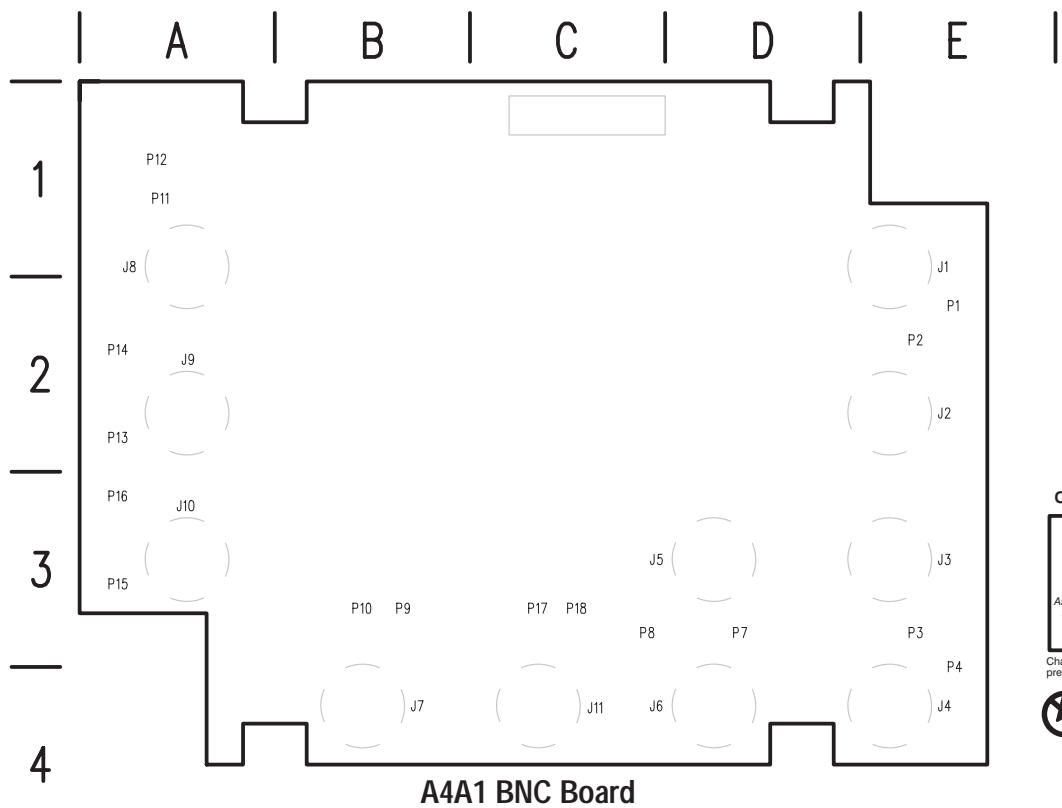 A B C D E
1
P12
P11
J8 J1
P1
P2
P14
J9
2
J2
P13
P16
J10
3
J5 J3
P15
P10 P9 P17 P18
P8 P7 P3
P4
J7 J11 J6 J4
4
A4A1 BNC Board